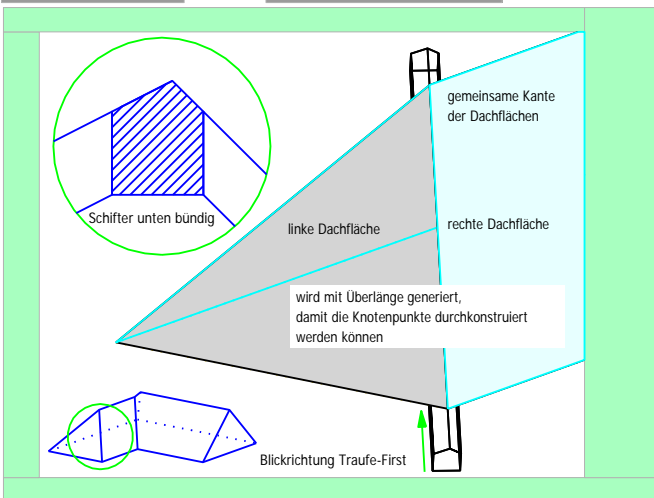 gemeinsame Kante
der Dachflächen
Schifter unten bündig
linke Dachfläche
rechte Dachfläche
wird mit Überlänge generiert,
damit die Knotenpunkte durchkonstruiert
werden können
Blickrichtung Traufe-First